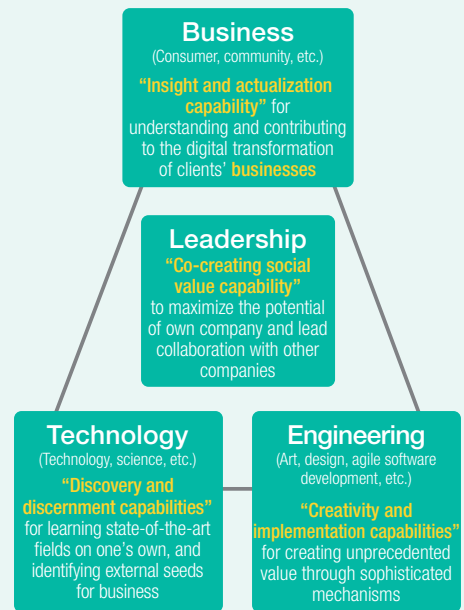 Business
(Consumer, community, etc.)
“Insight and actualization
capability” for
understanding and contributing
to the digital transformation
of clients’ businesses
Leadership
“Co-creating social
value capability”
to maximize the potential
of own company and lead
collaboration with other
companies
Technology
(Technology, science, etc.)
“Discovery and
discernment capabilities”
for learning state-of-the-art
fields on one’s own, and
identifying external seeds
for business
Engineering
(Art, design, agile software
development, etc.)
“Creativity and
implementation capabilities”
for creating unprecedented
value through sophisticated
mechanisms